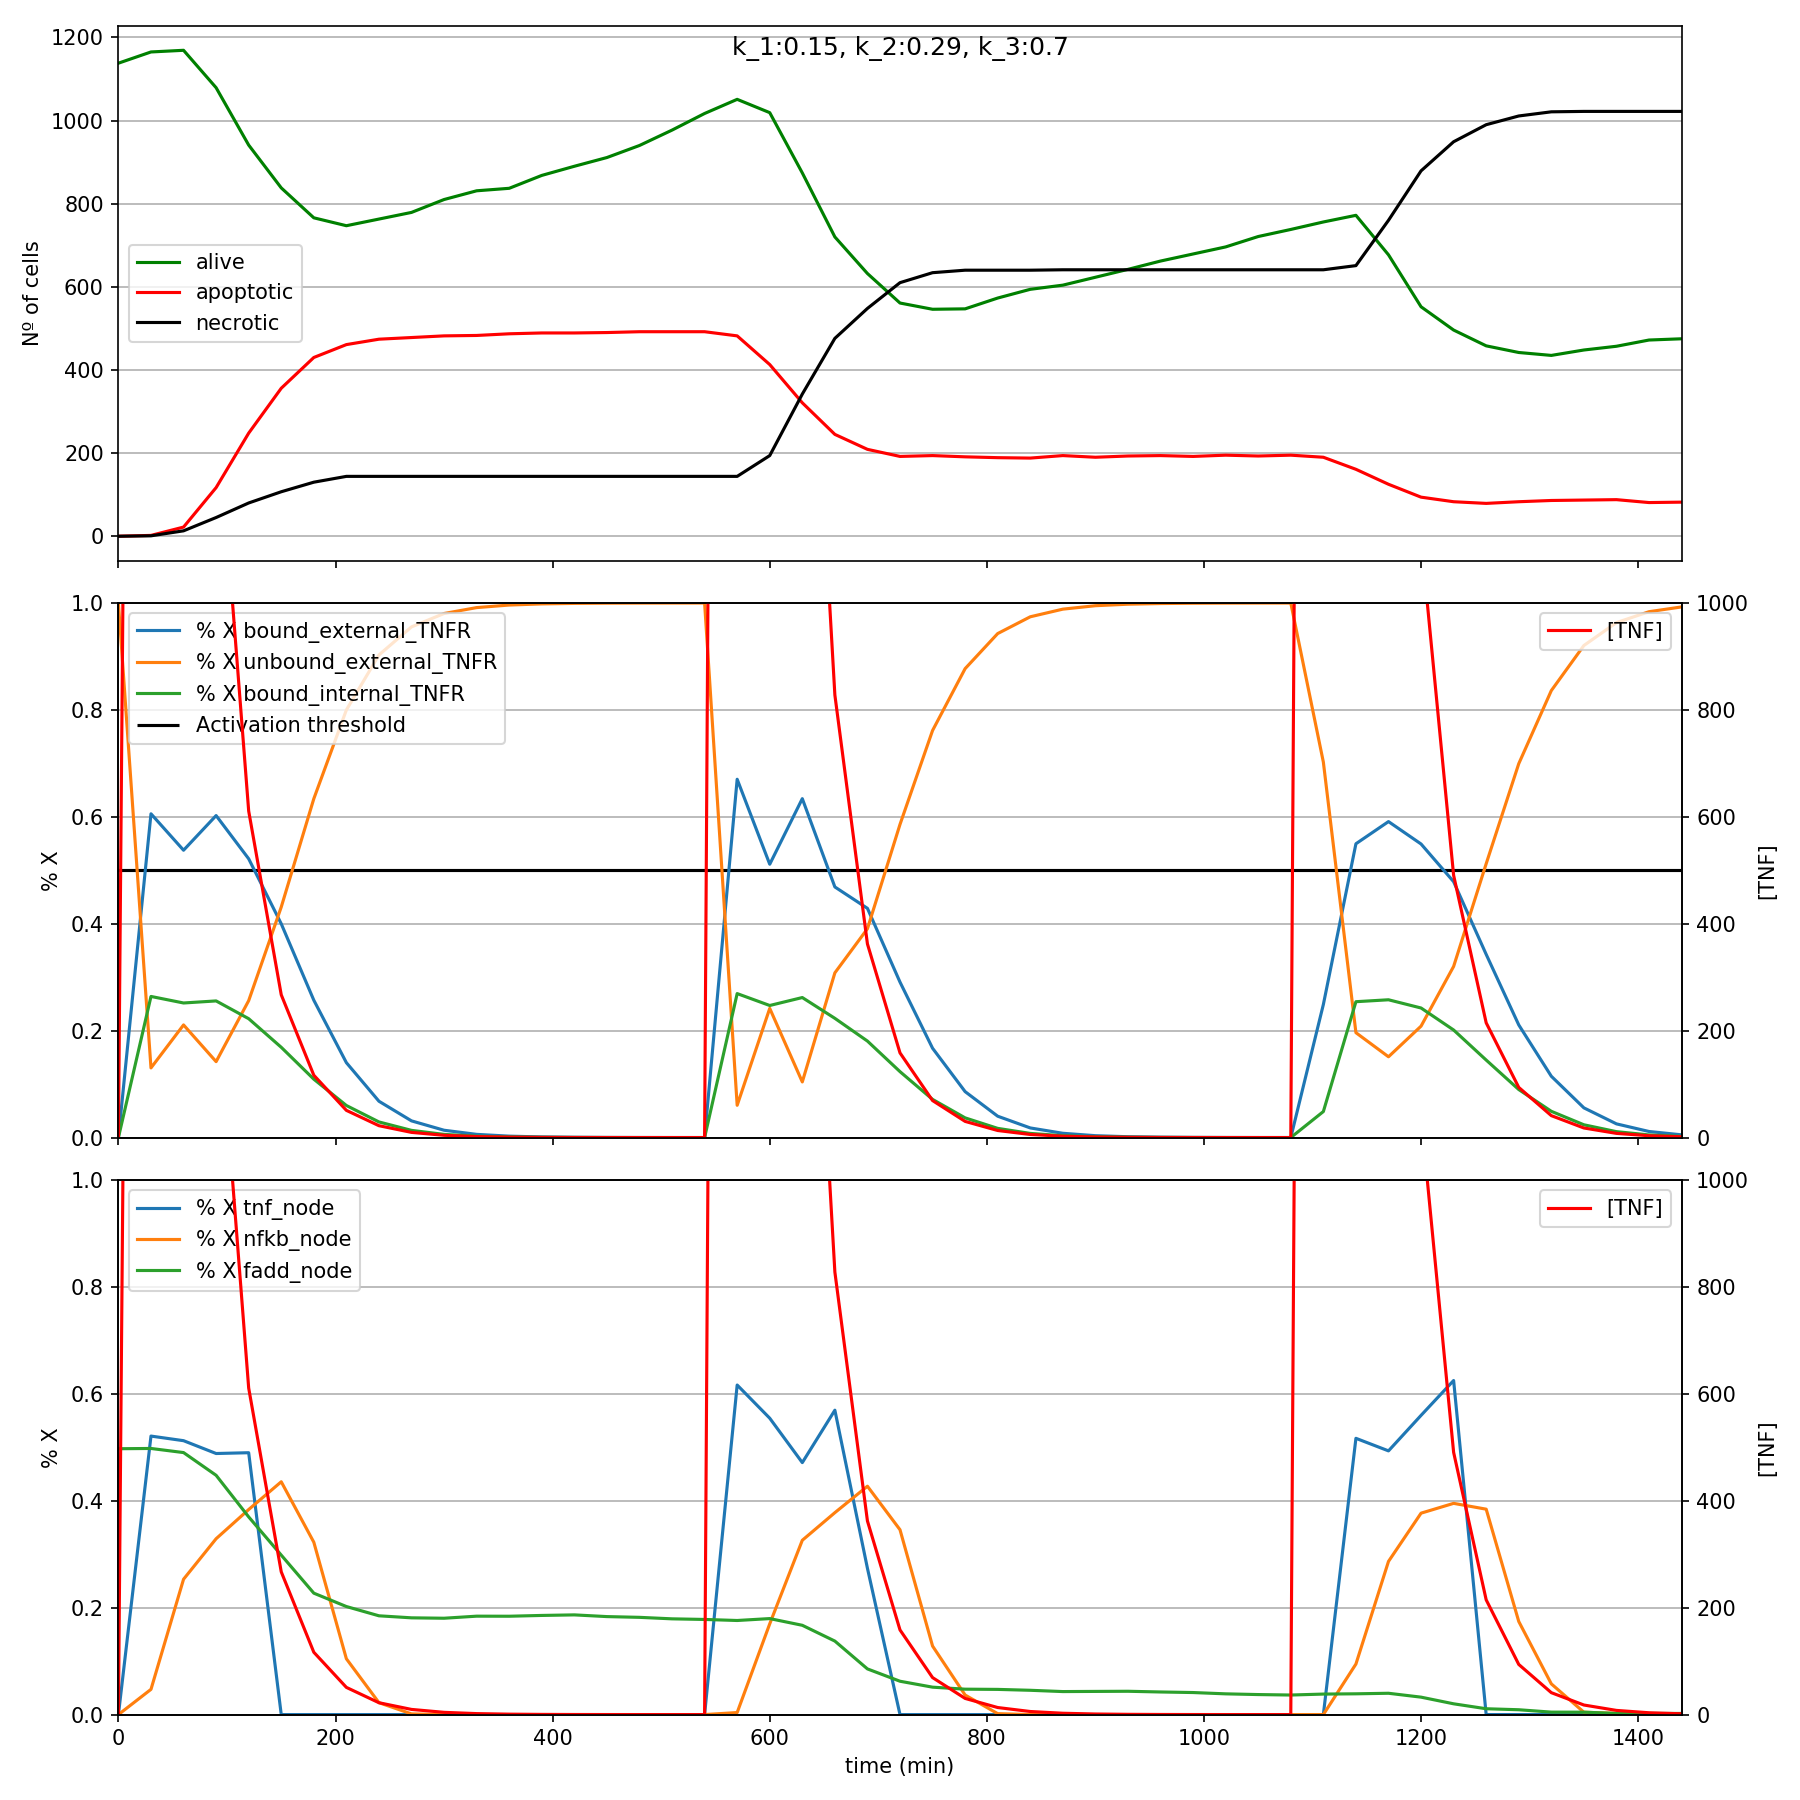 k_1:0.15, k_2:0.29, k_3:0.7
1200
1000
800
600
400
200
0
Nº of cells
alive
apoptotic
necrotic
1.0
0.8
0.6
0.4
0.2
0.0
% X
% X bound_external_TNFR
% X unbound_external_TNFR
% X bound_internal_TNFR
Activation threshold
[TNF]
1000
800
600
400
200
0
[TNF]
1.0
0.8
0.6
0.4
0.2
0.0
% X
% X tnf_node
% X nfkb_node
% X fadd_node
[TNF]
1000
800
600
400
200
0
[TNF]
0 200 400 600 800 1000 1200 1400
time (min)